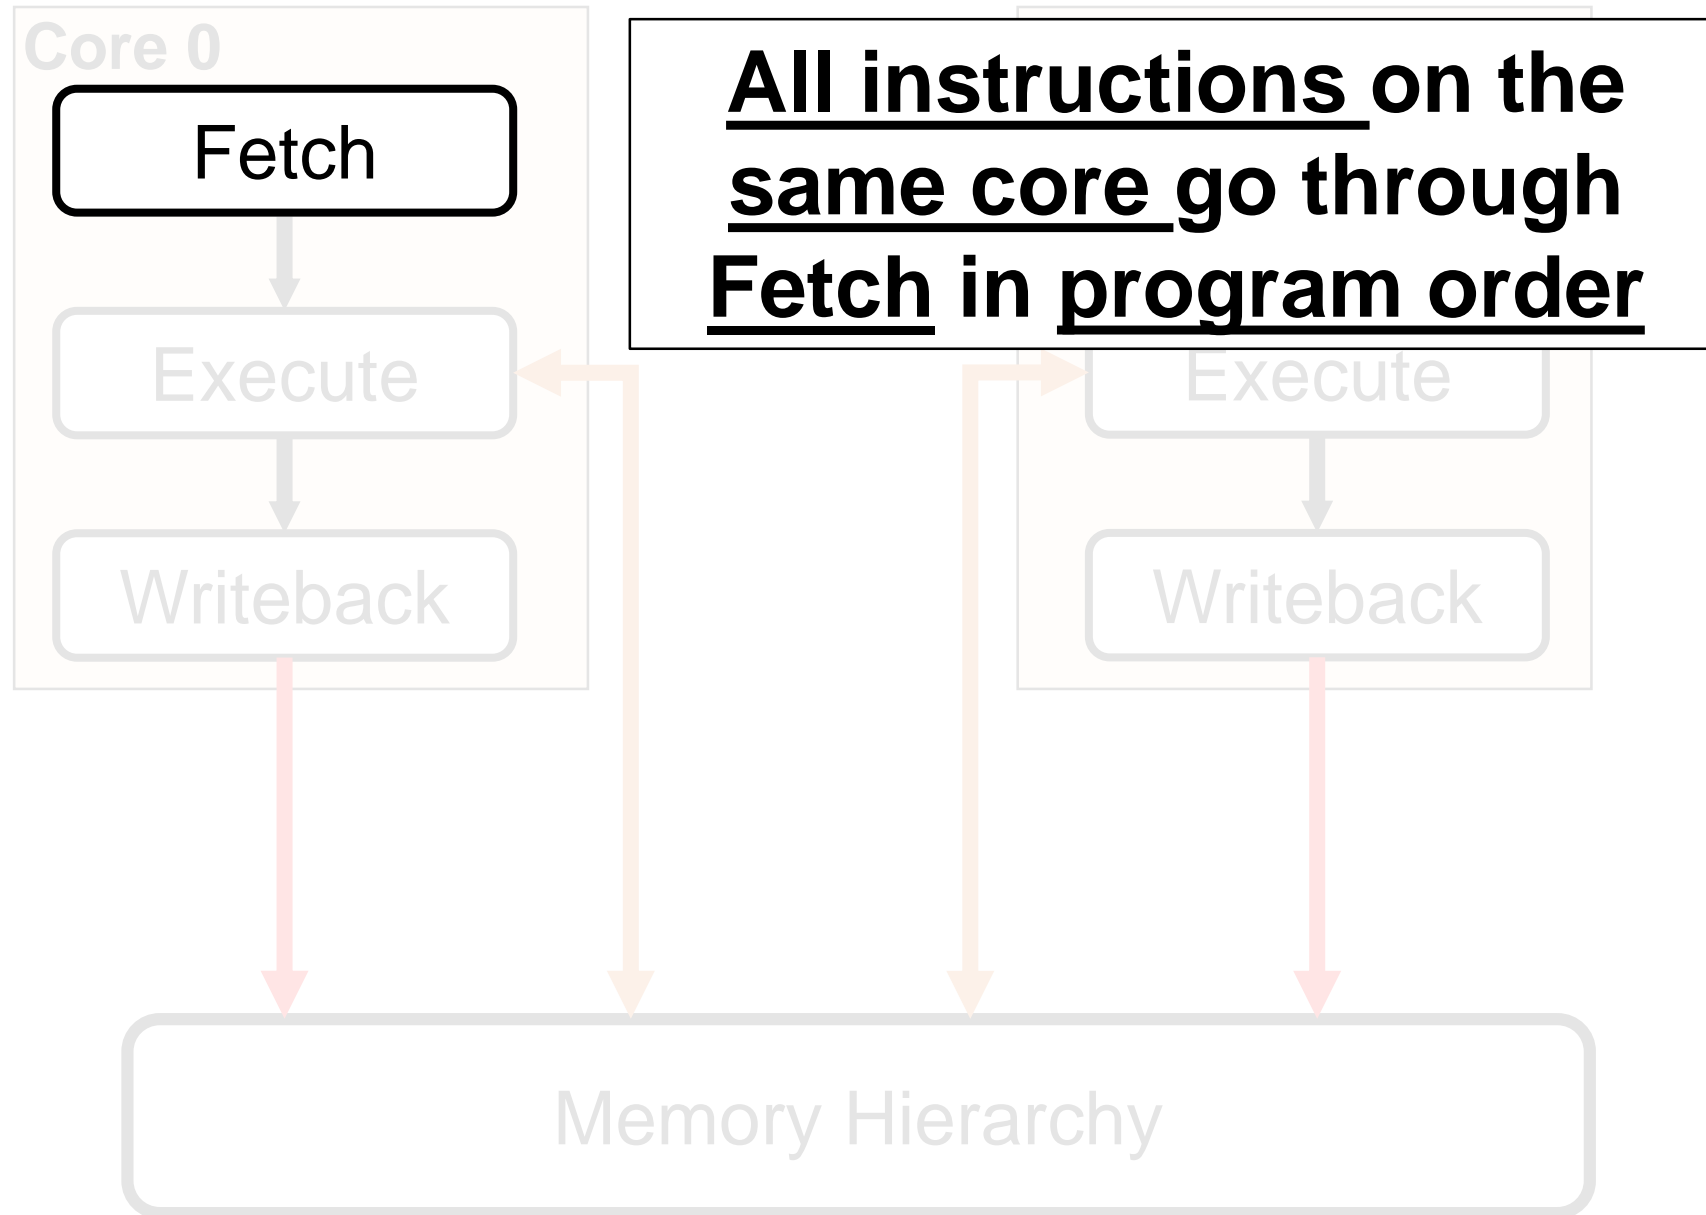 Core 0
All instructions on the
same core go through
Fetch in program order
Fetch
Execute
Execute
Writeback
Writeback
Memory Hierarchy